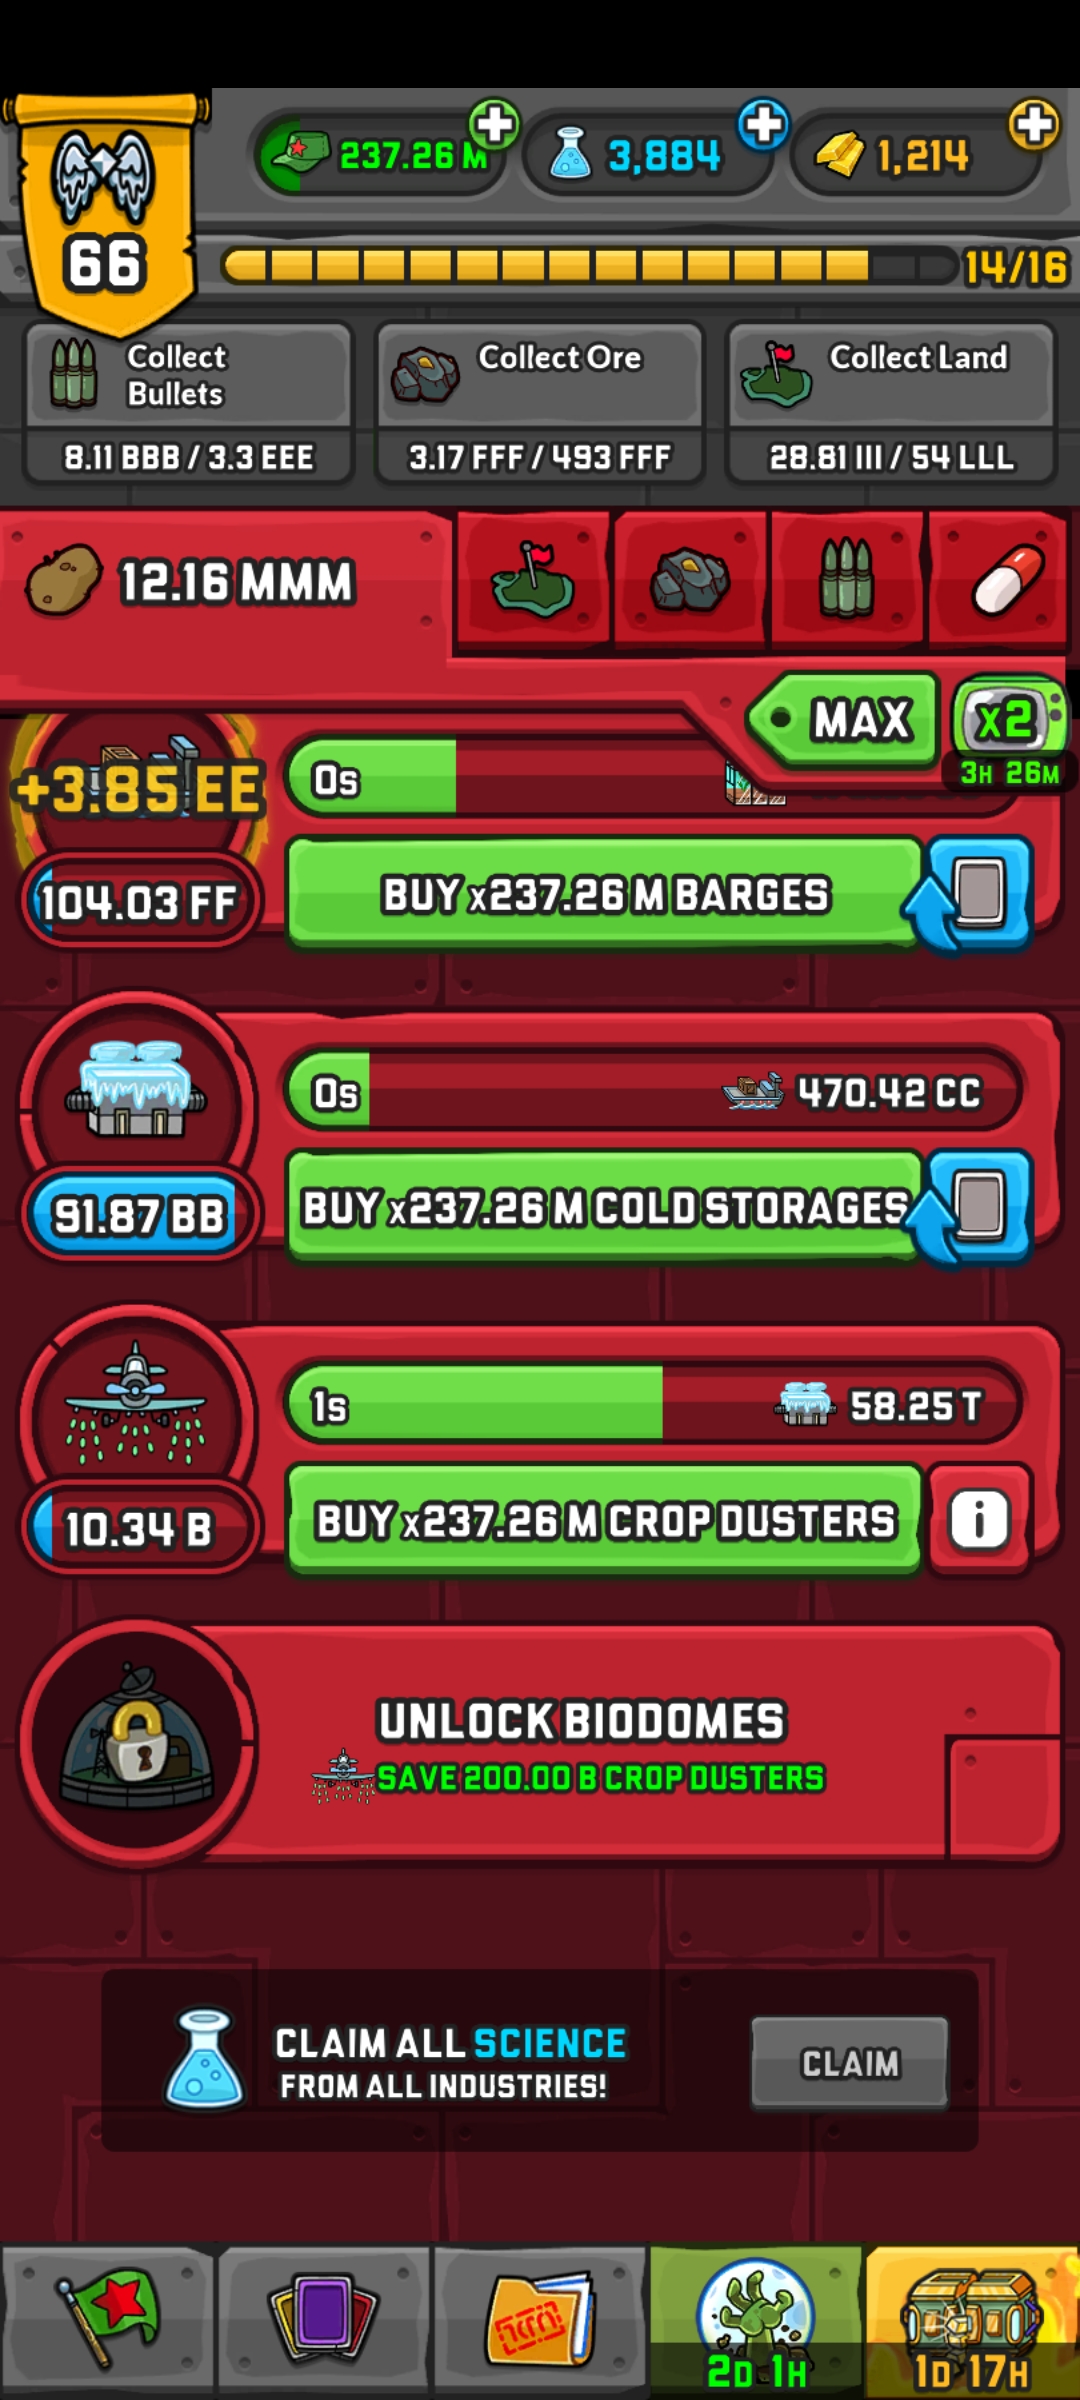 237.26 M
3,884
1,214
66
14/16
Collect
Bullets
8.11 BBB / 3.3 EEE
Collect Ore
3.17 FFF / 493 FFF
Collect Land
28.81 III / 54 LLL
12.16 MMM
MAX
x2
3H 26M
+3.85 EE
0s
104.03 FF
BUY x237.26 M BARGES
0s
470.42 CC
91.87 BB
BUY x237.26 M COLD STORAGES
1s
58.25 T
10.34 B
BUY x237.26 M CROP DUSTERS
i
UNLOCK BIODOMES
SAVE 200.00 B CROP DUSTERS
CLAIM ALL SCIENCE
FROM ALL INDUSTRIES!
CLAIM
2D 1H
1D 17H